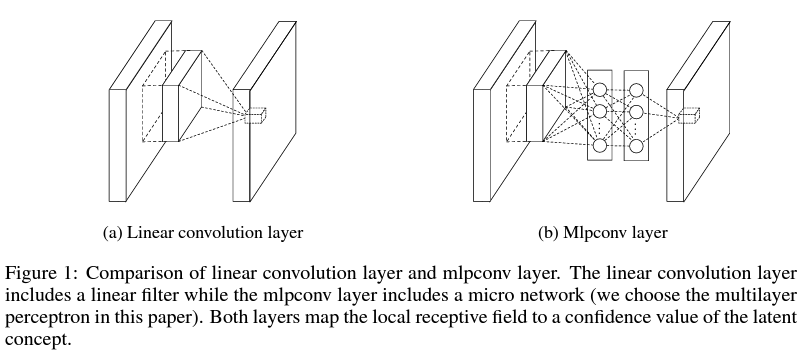 (a) Linear convolution layer
(b) Mlpconv layer
Figure 1: Comparison of linear convolution layer and mlpconv layer. The linear convolution layer
includes a linear filter while the mlpconv layer includes a micro network (we choose the multilayer
perceptron in this paper). Both layers map the local receptive field to a confidence value of the latent
concept.